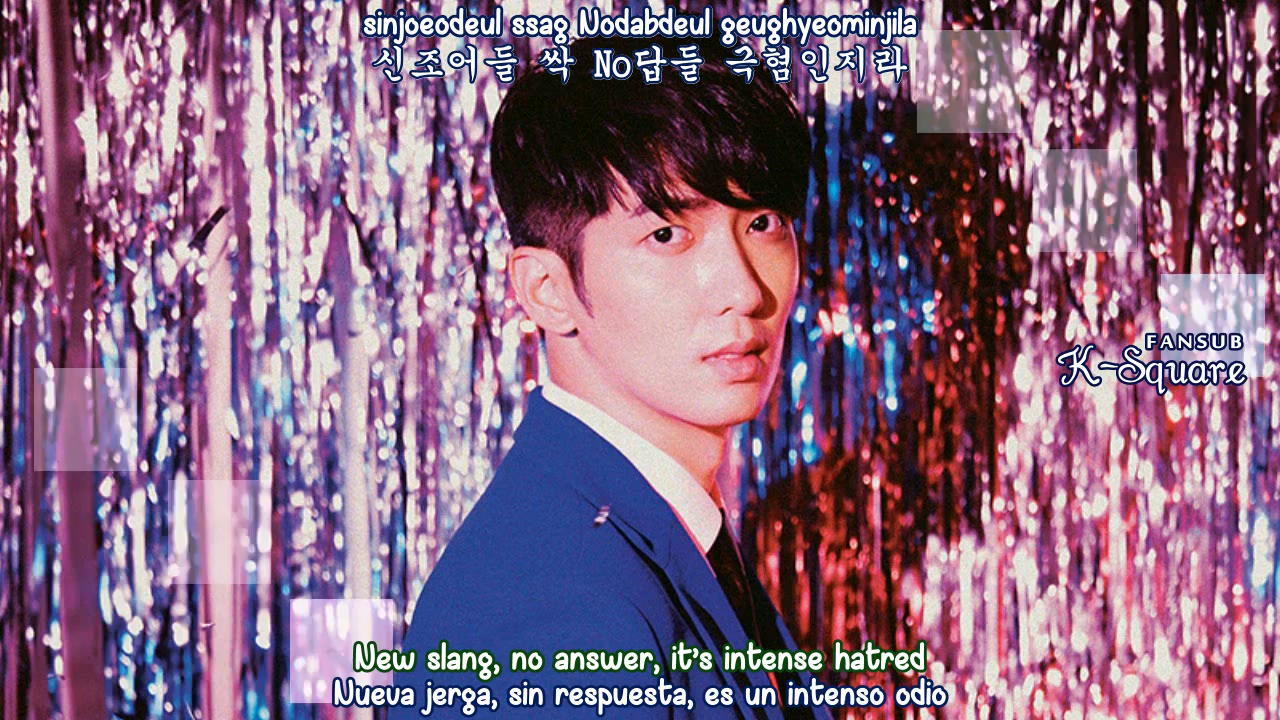 sinjoeodeul ssag Nodabdeul geughyeominjila
신조어들 싹 No답들 극혐인지라
FANSUB
K-Square
New slang, no answer, it's intense hatred
Nueva jerga, sin respuesta, es un intenso odio